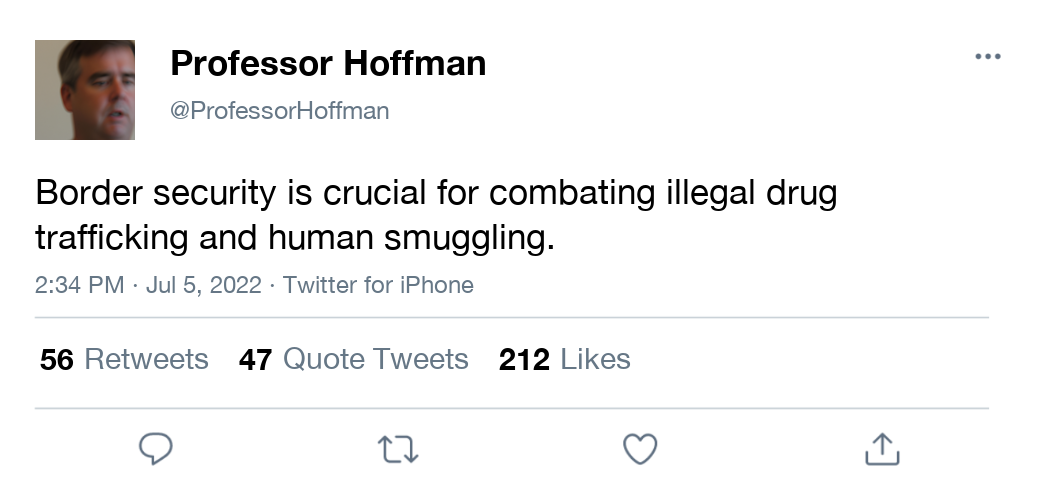 Professor Hoffman
@ProfessorHoffman
Border security is crucial for combating illegal drug
trafficking and human smuggling.
2:34 PM · Jul 5, 2022 · Twitter for iPhone
56 Retweets 47 Quote Tweets 212 Likes